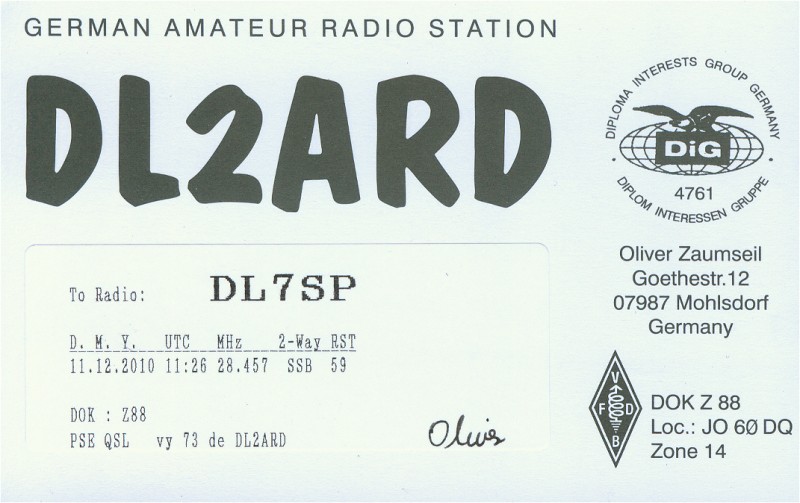 GERMAN AMATEUR RADIO STATION
DL2ARD
DIPLOMA INTERESTS GROUP GERMANY
DiG
4761
DIPLOM INTERESSEN GRUPPE
Oliver Zaumseil
Goethestr.12
07987 Mohlsdorf
Germany
To Radio: DL7SP
D. M. Y. UTC MHz 2-Way RST
11.12.2010 11:26 28.457 SSB 59
DOK : Z88
PSE QSL vy 73 de DL2ARD
Oliver
V
F D
B
DOK Z 88
Loc.: JO 6Ø DQ
Zone 14